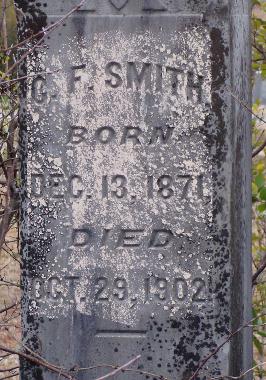 C. F. SMITH
BORN
DEC. 13, 1871,
DIED
OCT. 29, 1902